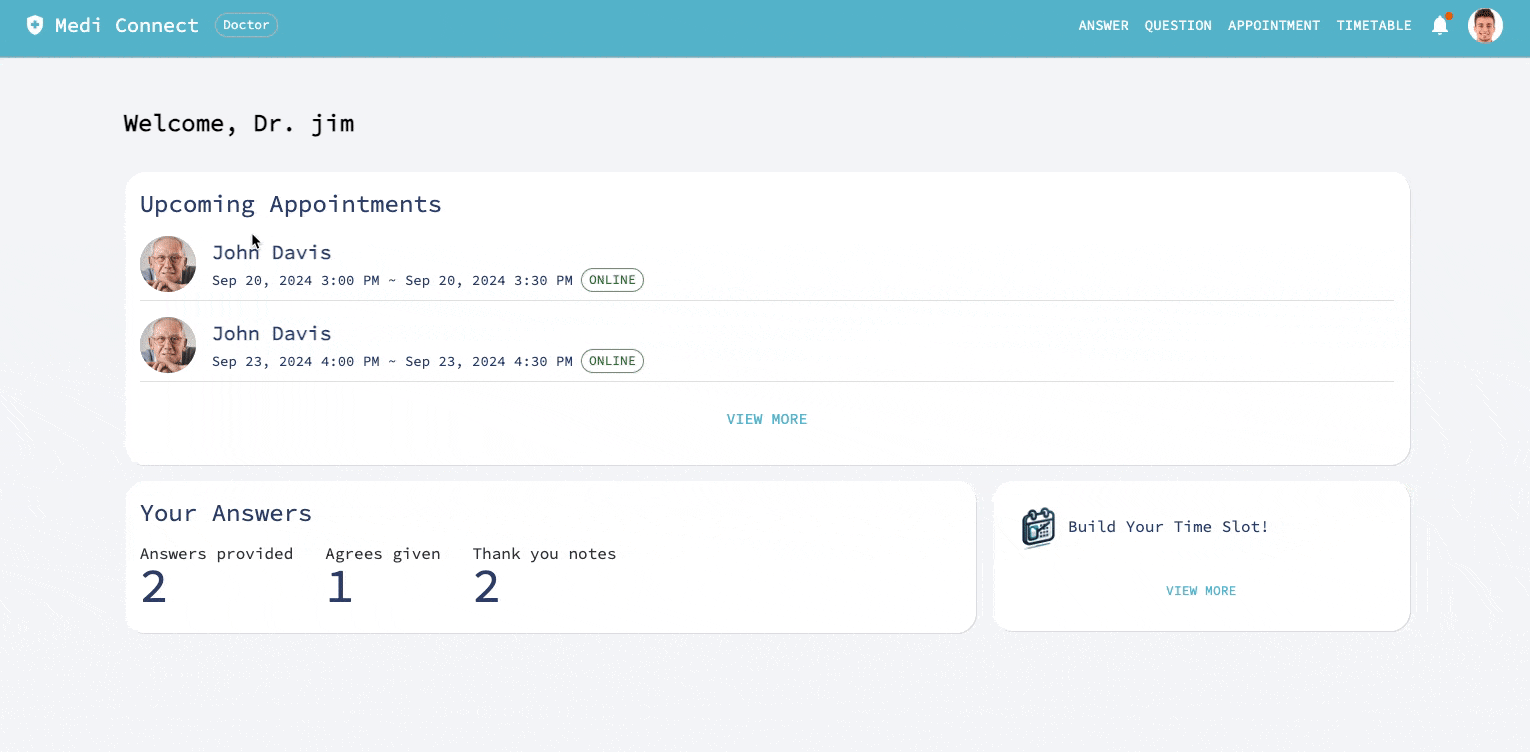 Medi Connect Doctor ANSWER QUESTION APPOINTMENT TIMETABLE
Welcome, Dr. jim
Upcoming Appointments
John Davis
Sep 20, 2024 3:00 PM ~ Sep 20, 2024 3:30 PM ONLINE
John Davis
Sep 23, 2024 4:00 PM ~ Sep 23, 2024 4:30 PM ONLINE
VIEW MORE
Your Answers
Answers provided Agrees given Thank you notes
2 1 2
Build Your Time Slot!
VIEW MORE